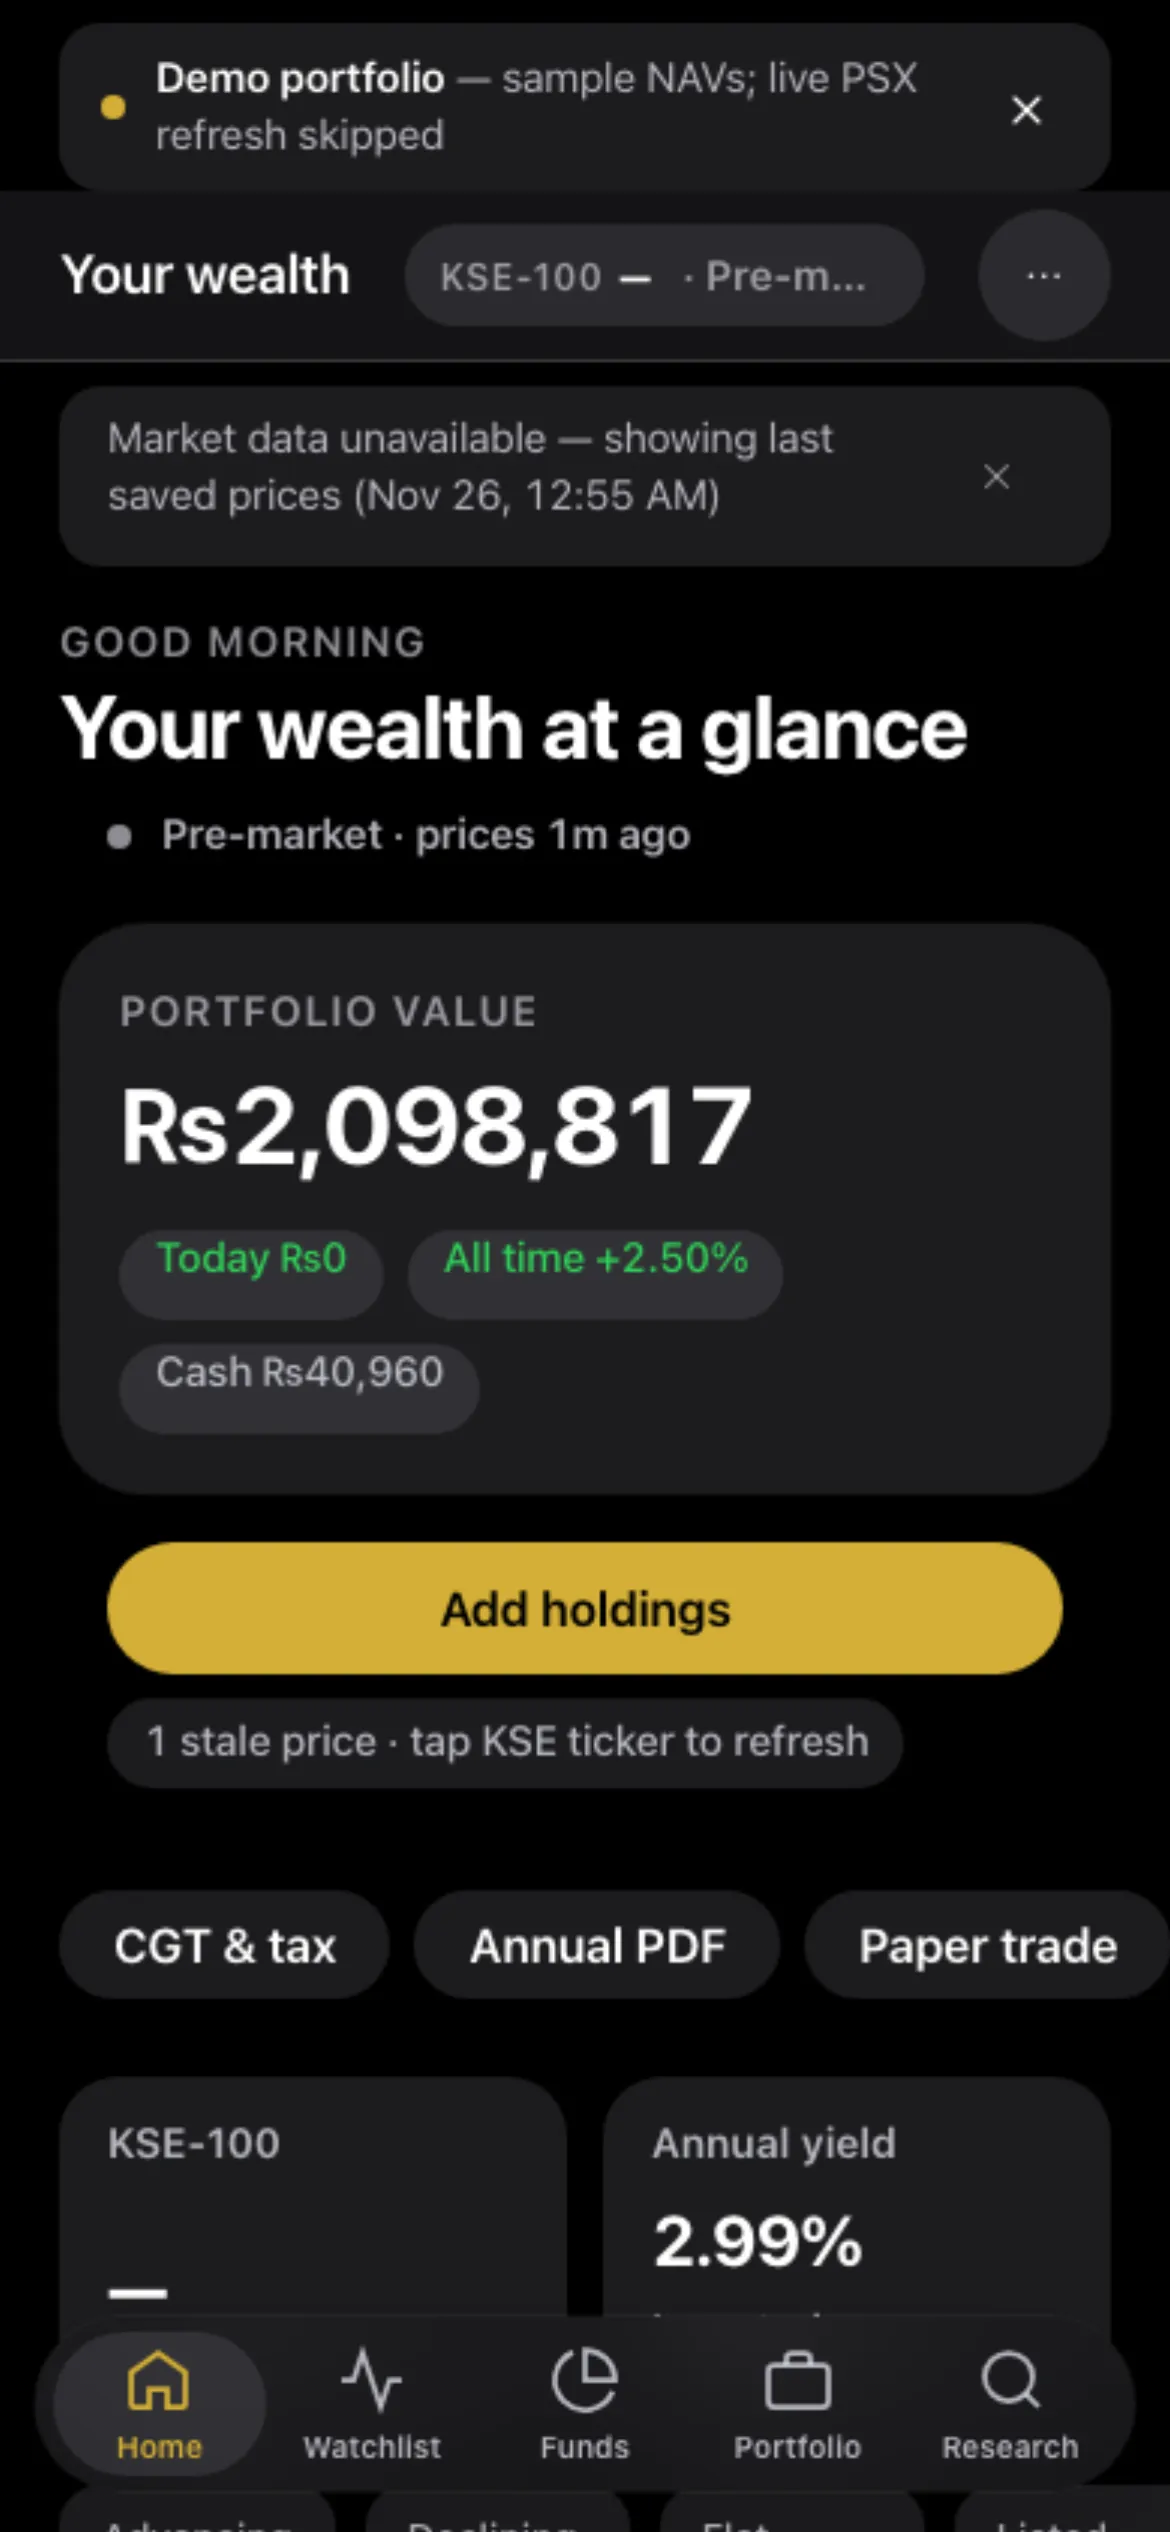 Demo portfolio — sample NAVs; live PSX
refresh skipped
Your wealth
KSE-100 — · Pre-m...
Market data unavailable — showing last
saved prices (Nov 26, 12:55 AM)
GOOD MORNING
Your wealth at a glance
Pre-market · prices 1m ago
PORTFOLIO VALUE
Rs2,098,817
Today Rs0
All time +2.50%
Cash Rs40,960
Add holdings
1 stale price · tap KSE ticker to refresh
CGT & tax
Annual PDF
Paper trade
KSE-100
—
Annual yield
2.99%
Home
Watchlist
Funds
Portfolio
Research
Advancing
Declining
Flat
Listed